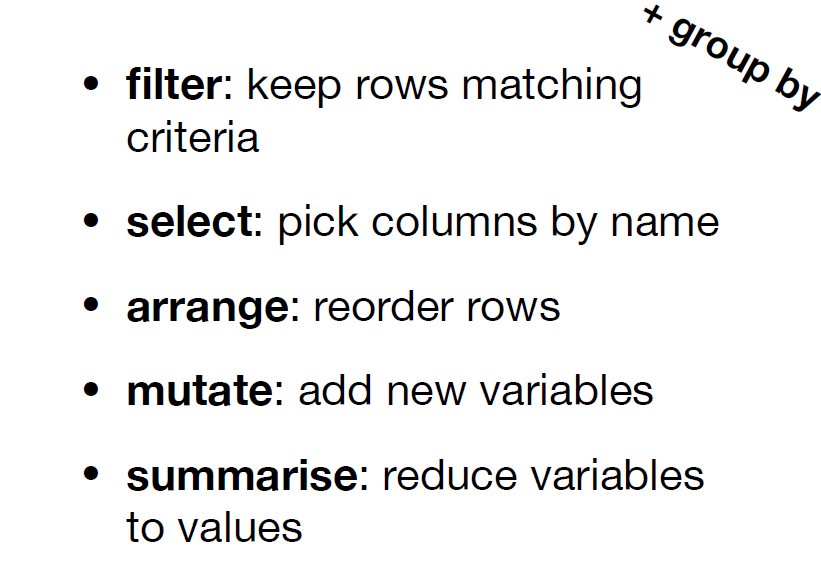 + group by
• filter: keep rows matching
criteria
• select: pick columns by name
• arrange: reorder rows
• mutate: add new variables
• summarise: reduce variables
to values